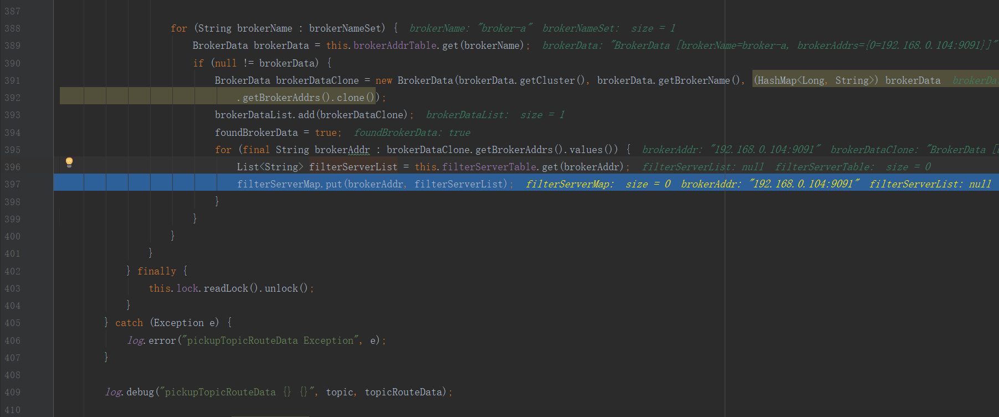 387
388 for (String brokerName : brokerNameSet) { brokerName: "broker-a" brokerNameSet: size = 1
389 BrokerData brokerData = this.brokerAddrTable.get(brokerName); brokerData: "BrokerData [brokerName=broker-a, brokerAddrs={0=192.168.0.104:9091}]"
390 if (null != brokerData) {
391 BrokerData brokerDataClone = new BrokerData(brokerData.getCluster(), brokerData.getBrokerName(), (HashMap<Long, String>) brokerData brokerDa
392 .getBrokerAddrs().clone());
393 brokerDataList.add(brokerDataClone); brokerDataList: size = 1
394 foundBrokerData = true; foundBrokerData: true
395 for (final String brokerAddr : brokerDataClone.getBrokerAddrs().values()) { brokerAddr: "192.168.0.104:9091" brokerDataClone: "BrokerData [b
396 List<String> filterServerList = this.filterServerTable.get(brokerAddr); filterServerList: null filterServerTable: size = 0
397 filterServerMap.put(brokerAddr, filterServerList); filterServerMap: size = 0 brokerAddr: "192.168.0.104:9091" filterServerList: null
398 }
399 }
400 }
401 }
402 } finally {
403 this.lock.readLock().unlock();
404 }
405 } catch (Exception e) {
406 log.error("pickupTopicRouteData Exception", e);
407 }
408
409 log.debug("pickupTopicRouteData {} {}", topic, topicRouteData);
410